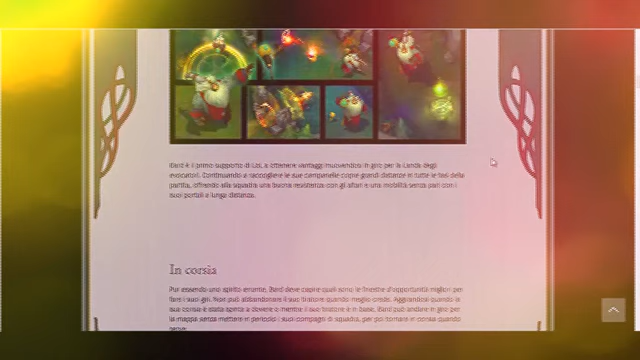 Bard è il primo supporto di LoL a ottenere vantaggi muovendosi in giro per la Landa degli
evocatori. Continuando a raccogliere le sue campanelle copre grandi distanze in tutte le fasi della
partita, offrendo alla squadra una buona resistenza con gli altari e una mobilità senza pari con i
suoi portali a lunga distanza.
In corsia
Pur essendo uno spirito errante, Bard deve capire quali sono le finestre d'opportunità migliori per
fare i suoi giri. Non può abbandonare il suo tiratore quando meglio crede. Aggirandosi quando la
sua corsia è stata spinta a dovere o mentre il suo tiratore è in base, Bard può andare in giro per
la mappa senza mettere in pericolo i suoi compagni di squadra, per poi tornare in corsia quando
serve.